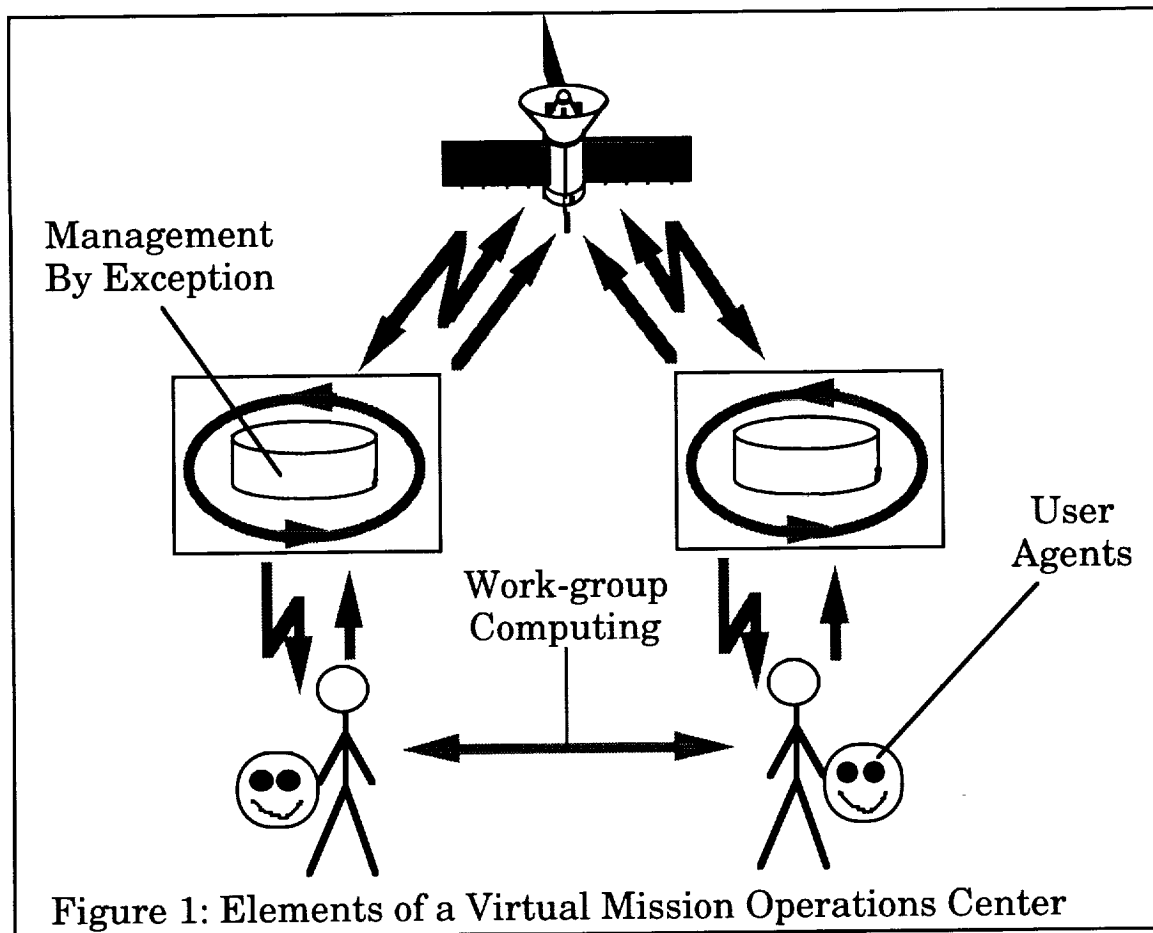 Management
By Exception
User
Agents
Work-group
Computing
Figure 1: Elements of a Virtual Mission Operations Center